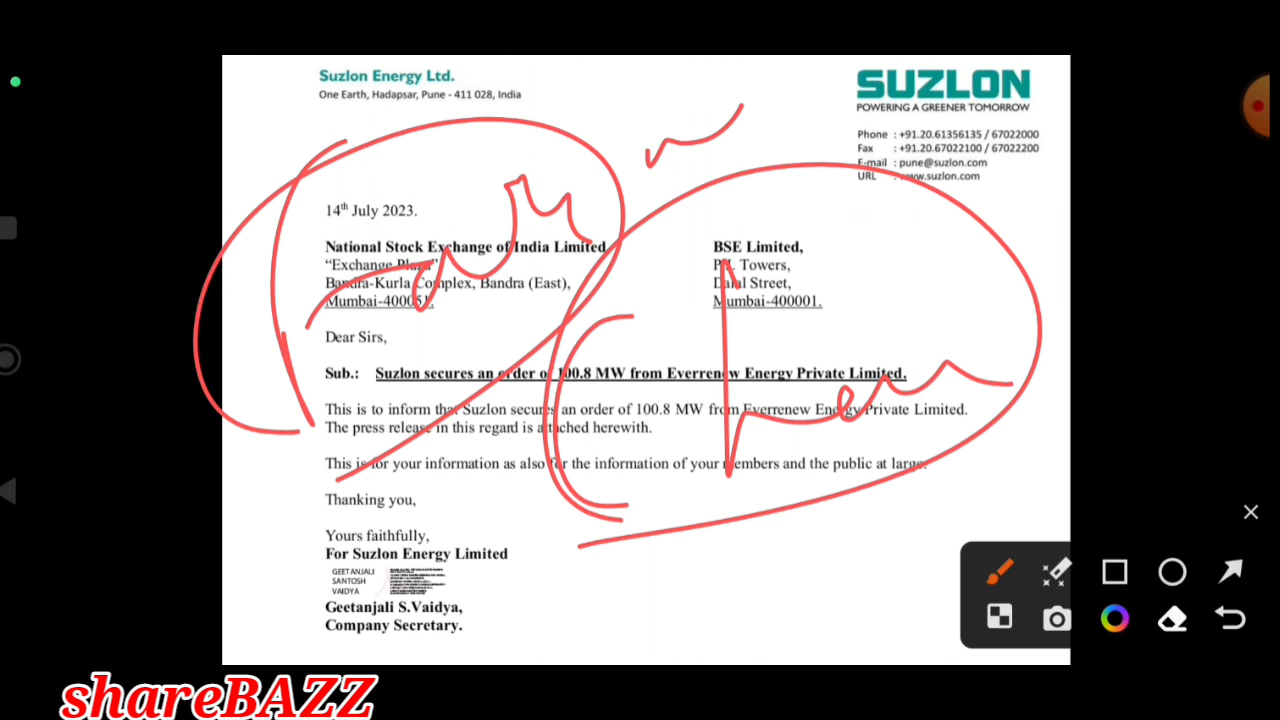 Suzlon Energy Ltd.
One Earth, Hadapsar, Pune - 411 028, India
SUZLON
POWERING A GREENER TOMORROW
Phone : +91.20.61356135 / 67022000
Fax : +91.20.67022100 / 67022200
E-mail : pune@suzlon.com
URL : www.suzlon.com
14th July 2023.
National Stock Exchange of India Limited
“Exchange Plaza”
Bandra-Kurla Complex, Bandra (East),
Mumbai-400051.
BSE Limited,
P.J. Towers,
Dalal Street,
Mumbai-400001.
Dear Sirs,
Sub.: Suzlon secures an order of 100.8 MW from Everrenew Energy Private Limited.
This is to inform that Suzlon secures an order of 100.8 MW from Everrenew Energy Private Limited.
The press release in this regard is attached herewith.
This is for your information as also for the information of your members and the public at large.
Thanking you,
Yours faithfully,
For Suzlon Energy Limited
GEETANJALI
SANTOSH
VAIDYA
Geetanjali S.Vaidya,
Company Secretary.
shareBAZZ